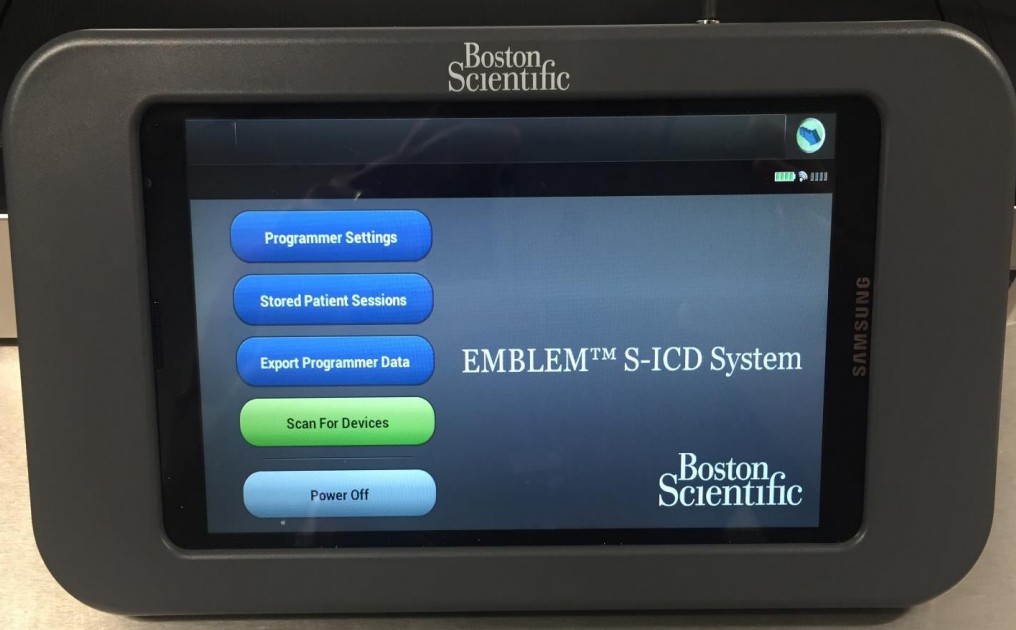 Boston
Scientific
Programmer Settings
Stored Patient Sessions
Export Programmer Data
EMBLEM™ S-ICD System
Scan For Devices
Power Off
Boston
Scientific
SAMSUNG